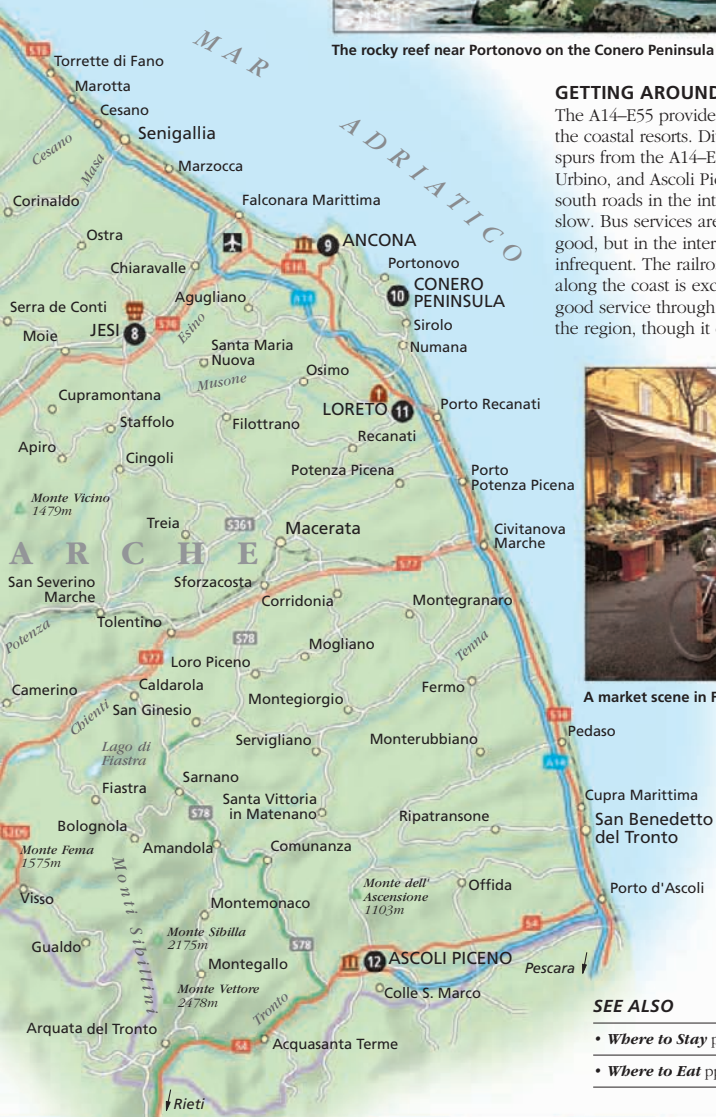 The rocky reef near Portonovo on the Conero Peninsula
GETTING AROUND
The A14–E55 provide
the coastal resorts. Di
spurs from the A14–E
Urbino, and Ascoli Pic
south roads in the int
slow. Bus services are
good, but in the inter
infrequent. The railro
along the coast is exc
good service through
the region, though it
A market scene in F
SEE ALSO
• Where to Stay p
• Where to Eat pp
MAR
ADRIATICO
S16
Torrette di Fano
Marotta
Cesano
Senigallia
Cesano
Masa
Marzocca
Corinaldo
Falconara Marittima
Ostra
9 ANCONA
Chiaravalle
S16
Portonovo
10 CONERO
PENINSULA
A14
Agugliano
Serra de Conti
JESI 8
S76
Esino
Moie
Sirolo
Numana
Santa Maria
Nuova
Osimo
Musone
Cupramontana
LORETO 11
Porto Recanati
Staffolo
Filottrano
Recanati
Apiro
Cingoli
Potenza Picena
Porto
Potenza Picena
Monte Vicino
1479m
Treia
S361
Macerata
Civitanova
Marche
ARCHE
S77
San Severino
Marche
Sforzacosta
Corridonia
Montegranaro
Tolentino
Potenza
S78
Mogliano
Tenna
S77
Loro Piceno
Camerino
Caldarola
Fermo
Chienti
San Ginesio
Montegiorgio
S16
Lago di
Fiastra
Servigliano
Monterubbiano
Pedaso
A14
Sarnano
Fiastra
Santa Vittoria
in Matenano
Cupra Marittima
S78
Ripatransone
San Benedetto
del Tronto
Bolognola
S209
Amandola
Comunanza
Monte Fema
1575m
Monte dell'
Ascensione
1103m
Offida
Porto d'Ascoli
Visso
Monti Sibillini
Montemonaco
Monte Sibilla
2175m
S4
Gualdo
S78
12 ASCOLI PICENO
Montegallo
Pescara
Monte Vettore
2478m
Colle S. Marco
Tronto
Arquata del Tronto
S4
Acquasanta Terme
Rieti